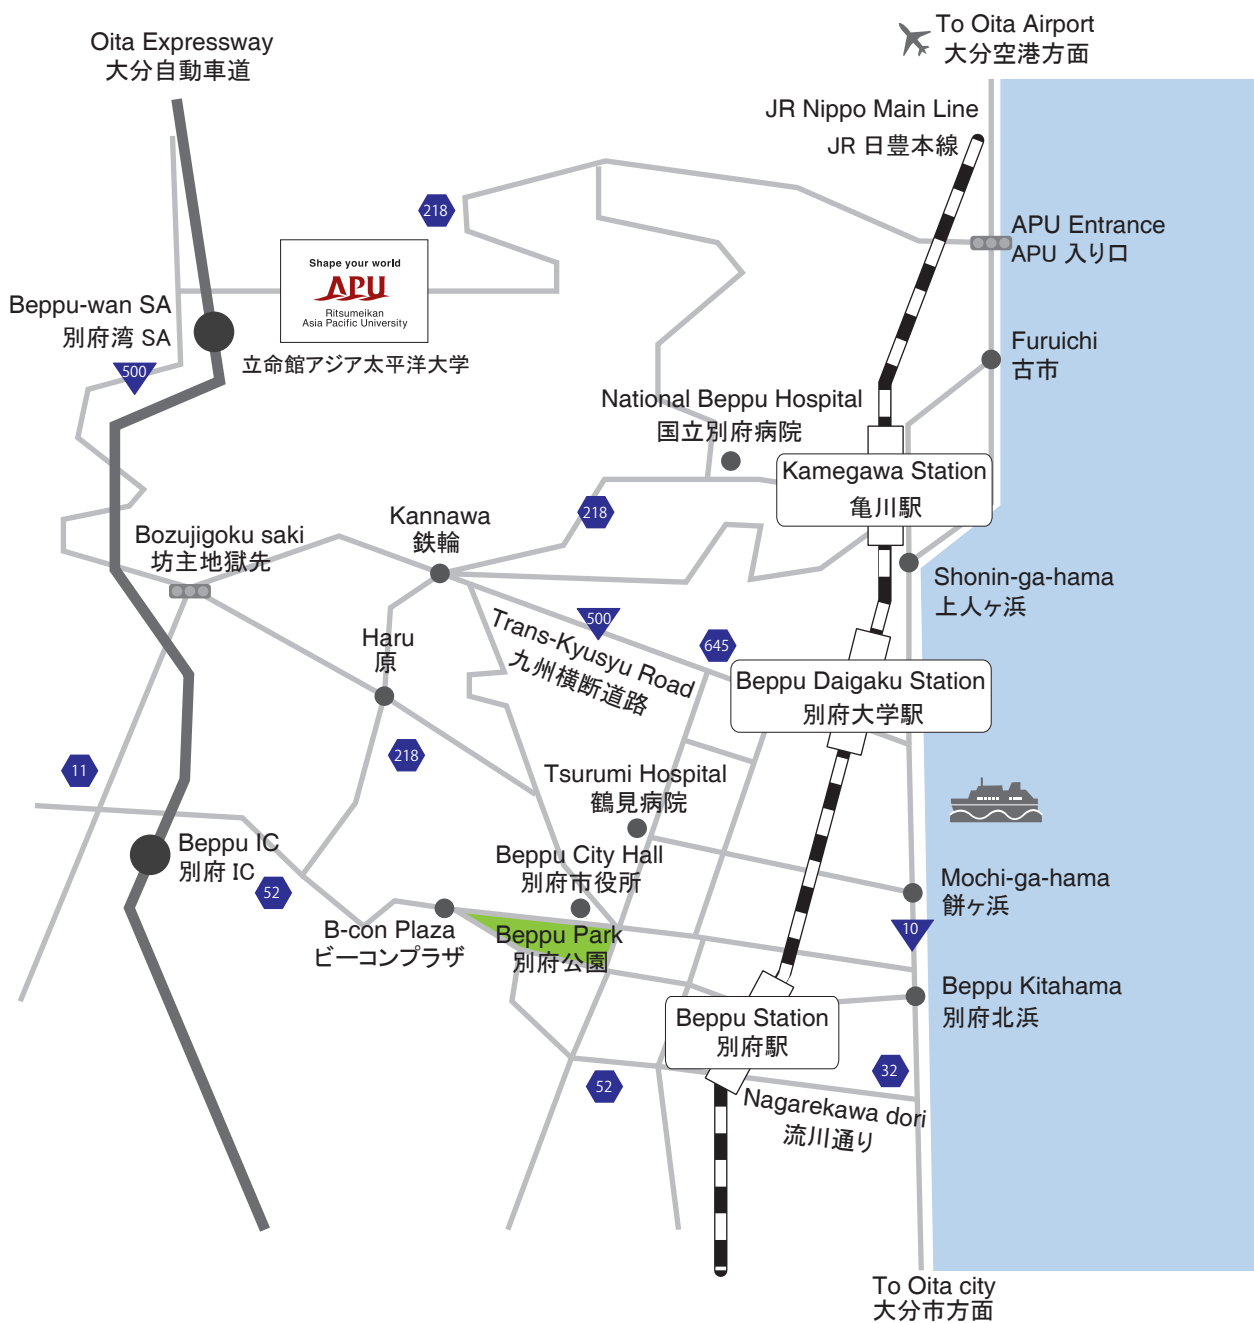 To Oita Airport
大分空港方面
Oita Expressway
大分自動車道
JR Nippo Main Line
JR 日豊本線
218
APU Entrance
APU 入り口
Shape your world
APU
Ritsumeikan
Asia Pacific University
立命館アジア太平洋大学
Beppu-wan SA
別府湾 SA
500
Furuichi
古市
National Beppu Hospital
国立別府病院
Kamegawa Station
亀川駅
218
Kannawa
鉄輪
Bozujigoku saki
坊主地獄先
Shonin-ga-hama
上人ヶ浜
500
Trans-Kyusyu Road
九州横断道路
645
Haru
原
Beppu Daigaku Station
別府大学駅
218
11
Tsurumi Hospital
鶴見病院
Beppu IC
別府 IC
52
Beppu City Hall
別府市役所
Mochi-ga-hama
餅ヶ浜
10
B-con Plaza
ビーコンプラザ
Beppu Park
別府公園
Beppu Kitahama
別府北浜
Beppu Station
別府駅
32
52
Nagarekawa dori
流川通り
To Oita city
大分市方面